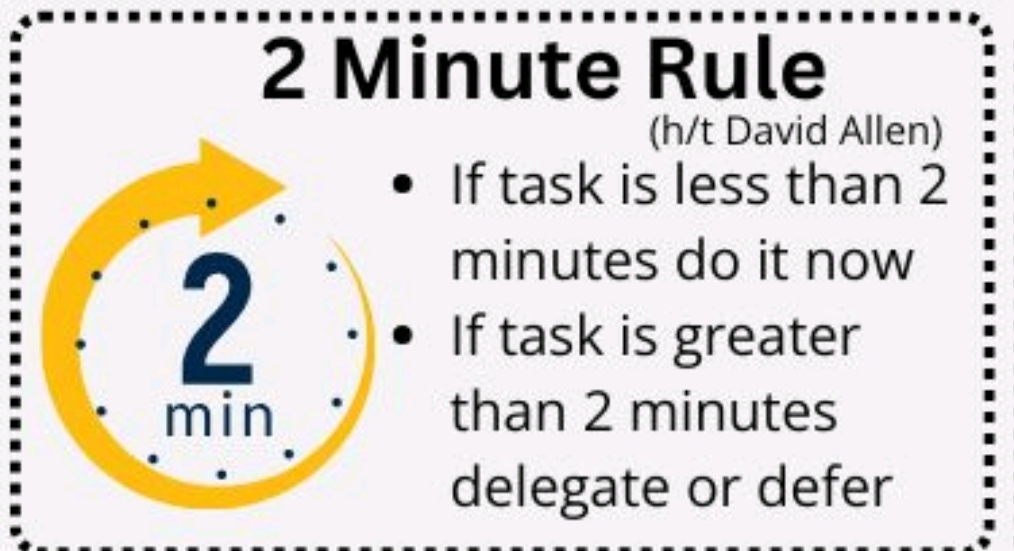 2 Minute Rule
(h/t David Allen)
2
min
• If task is less than 2
minutes do it now
• If task is greater
than 2 minutes
delegate or defer